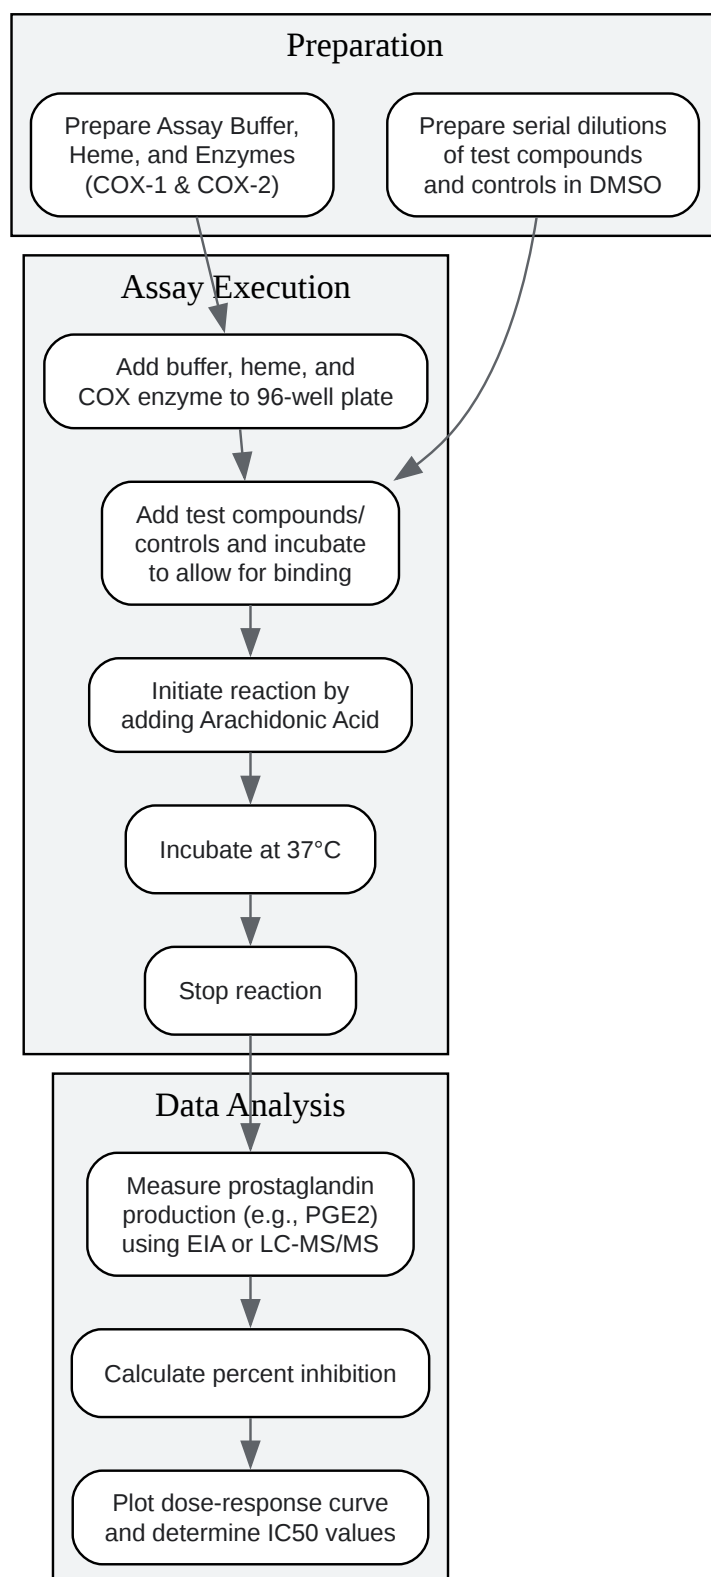 Preparation
Prepare Assay Buffer,
Heme, and Enzymes
(COX-1 & COX-2)
Prepare serial dilutions
of test compounds
and controls in DMSO
Assay Execution
Add buffer, heme, and
COX enzyme to 96-well plate
Add test compounds/
controls and incubate
to allow for binding
Initiate reaction by
adding Arachidonic Acid
Incubate at 37°C
Stop reaction
Data Analysis
Measure prostaglandin
production (e.g., PGE2)
using EIA or LC-MS/MS
Calculate percent inhibition
Plot dose-response curve
and determine IC50 values